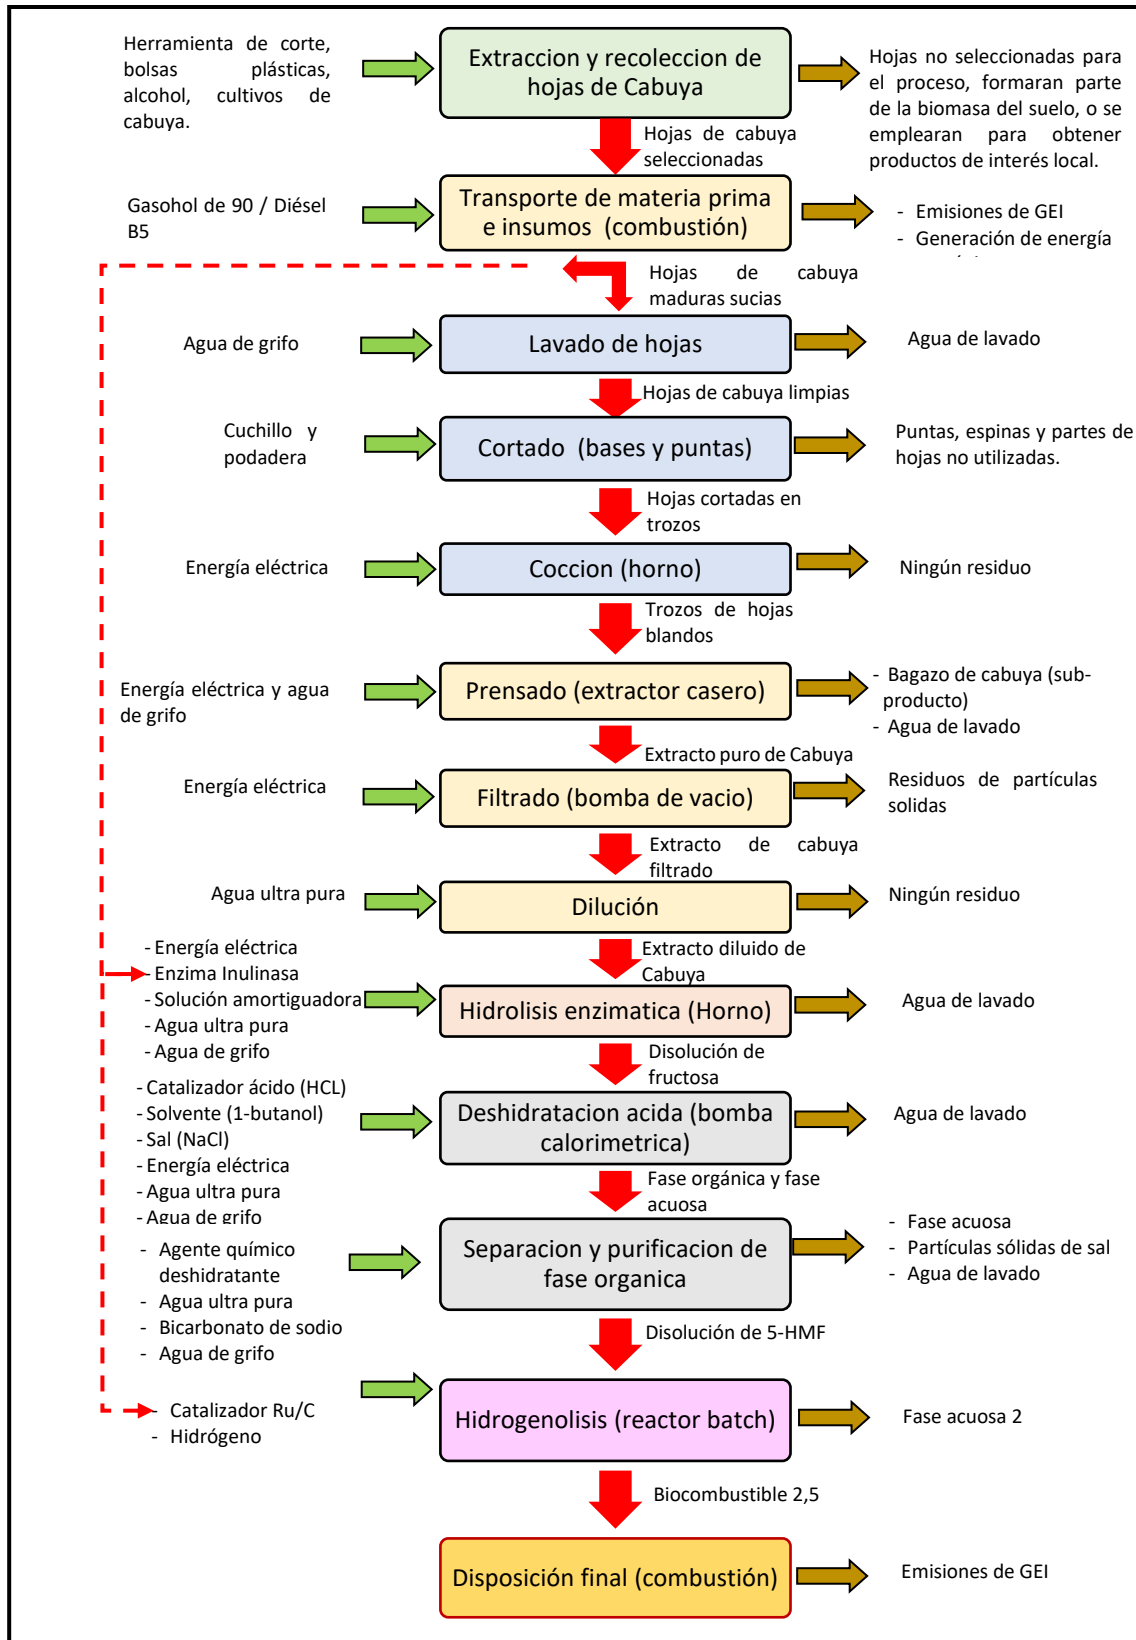 Herramienta de corte,
bolsas plásticas,
alcohol, cultivos de
cabuya.
Extraccion y recoleccion de
hojas de Cabuya
Hojas no seleccionadas para
el proceso, formaran parte
de la biomasa del suelo, o se
emplearan para obtener
productos de interés local.
Hojas de cabuya
seleccionadas
Gasohol de 90 / Diésel
B5
Transporte de materia prima
e insumos (combustión)
- Emisiones de GEI
- Generación de energía
Hojas de cabuya
maduras sucias
Agua de grifo
Lavado de hojas
Agua de lavado
Hojas de cabuya limpias
Cuchillo y
podadera
Cortado (bases y puntas)
Puntas, espinas y partes de
hojas no utilizadas.
Hojas cortadas en
trozos
Energía eléctrica
Coccion (horno)
Ningún residuo
Trozos de hojas
blandos
Energía eléctrica y agua
de grifo
Prensado (extractor casero)
- Bagazo de cabuya (sub-
producto)
- Agua de lavado
Extracto puro de Cabuya
Energía eléctrica
Filtrado (bomba de vacio)
Residuos de partículas
solidas
Extracto de cabuya
filtrado
Agua ultra pura
Dilución
Ningún residuo
Extracto diluido de
Cabuya
- Energía eléctrica
- Enzima Inulinasa
- Solución amortiguadora
- Agua ultra pura
- Agua de grifo
Hidrolisis enzimatica (Horno)
Agua de lavado
Disolución de
fructosa
- Catalizador ácido (HCL)
- Solvente (1-butanol)
- Sal (NaCl)
- Energía eléctrica
- Agua ultra pura
- Agua de grifo
Deshidratacion acida (bomba
calorimetrica)
Agua de lavado
Fase orgánica y fase
acuosa
- Agente químico
deshidratante
- Agua ultra pura
- Bicarbonato de sodio
- Agua de grifo
Separacion y purificacion de
fase organica
- Fase acuosa
- Partículas sólidas de sal
- Agua de lavado
Disolución de 5-HMF
- Catalizador Ru/C
- Hidrógeno
Hidrogenolisis (reactor batch)
Fase acuosa 2
Biocombustible 2,5
Disposición final (combustión)
Emisiones de GEI